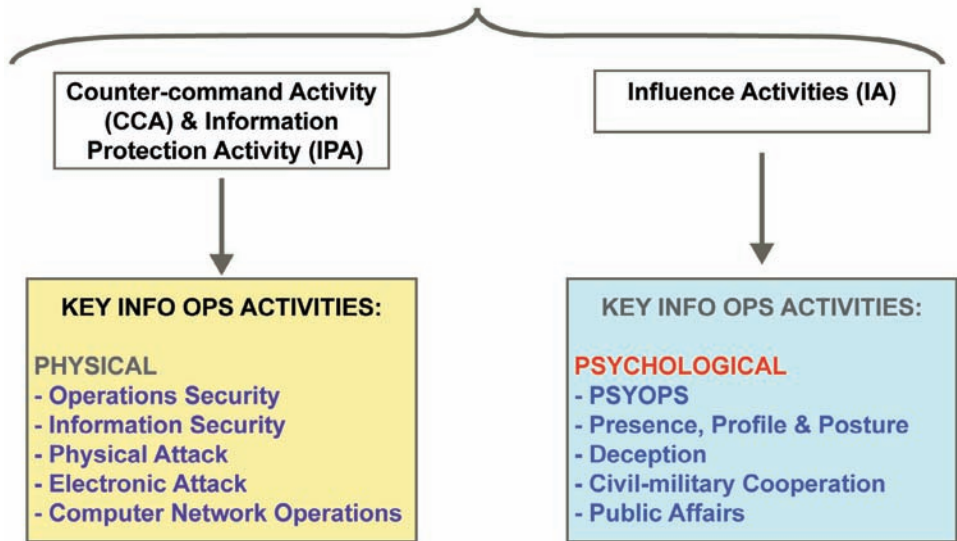 Counter-command Activity
(CCA) & Information
Protection Activity (IPA)
Influence Activities (IA)
KEY INFO OPS ACTIVITIES:
PHYSICAL
- Operations Security
- Information Security
- Physical Attack
- Electronic Attack
- Computer Network Operations
KEY INFO OPS ACTIVITIES:
PSYCHOLOGICAL
- PSYOPS
- Presence, Profile & Posture
- Deception
- Civil-military Cooperation
- Public Affairs